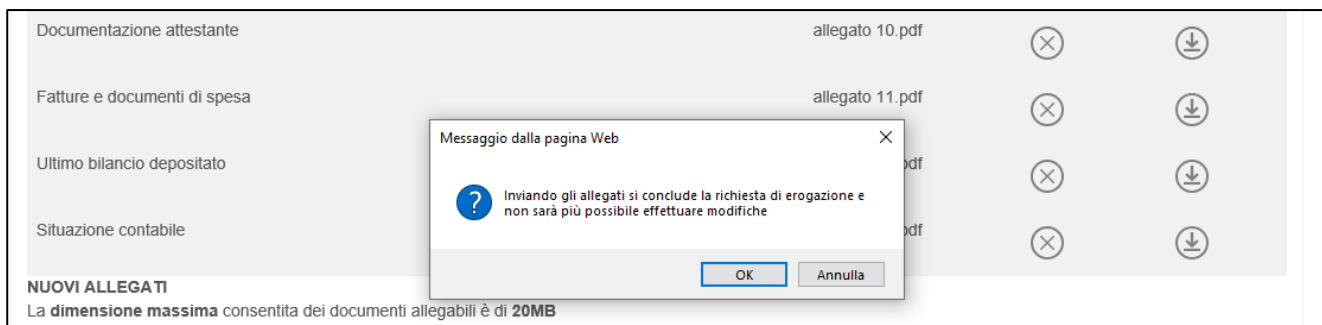 Documentazione attestante allegato 10.pdf
Fatture e documenti di spesa allegato 11.pdf
Messaggio dalla pagina Web
Ultimo bilancio depositato
Inviando gli allegati si conclude la richiesta di erogazione e
non sarà più possibile effettuare modifiche
Situazione contabile
OK Annulla
NUOVI ALLEGATI
La dimensione massima consentita dei documenti allegabili è di 20MB